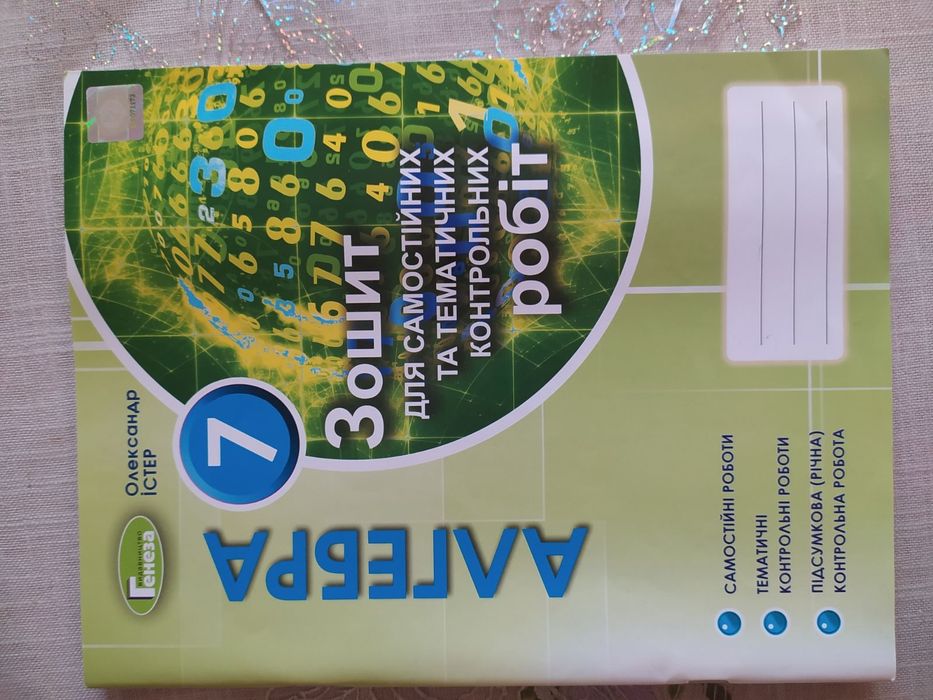 видавництво
Генеза
Олександр
ІСТЕР
АЛГЕБРА
7
Зошит
ДЛЯ САМОСТІЙНИХ
ТА ТЕМАТИЧНИХ
КОНТРОЛЬНИХ
робіт
САМОСТІЙНІ РОБОТИ
ТЕМАТИЧНІ
КОНТРОЛЬНІ РОБОТИ
ПІДСУМКОВА (РІЧНА)
КОНТРОЛЬНА РОБОТА